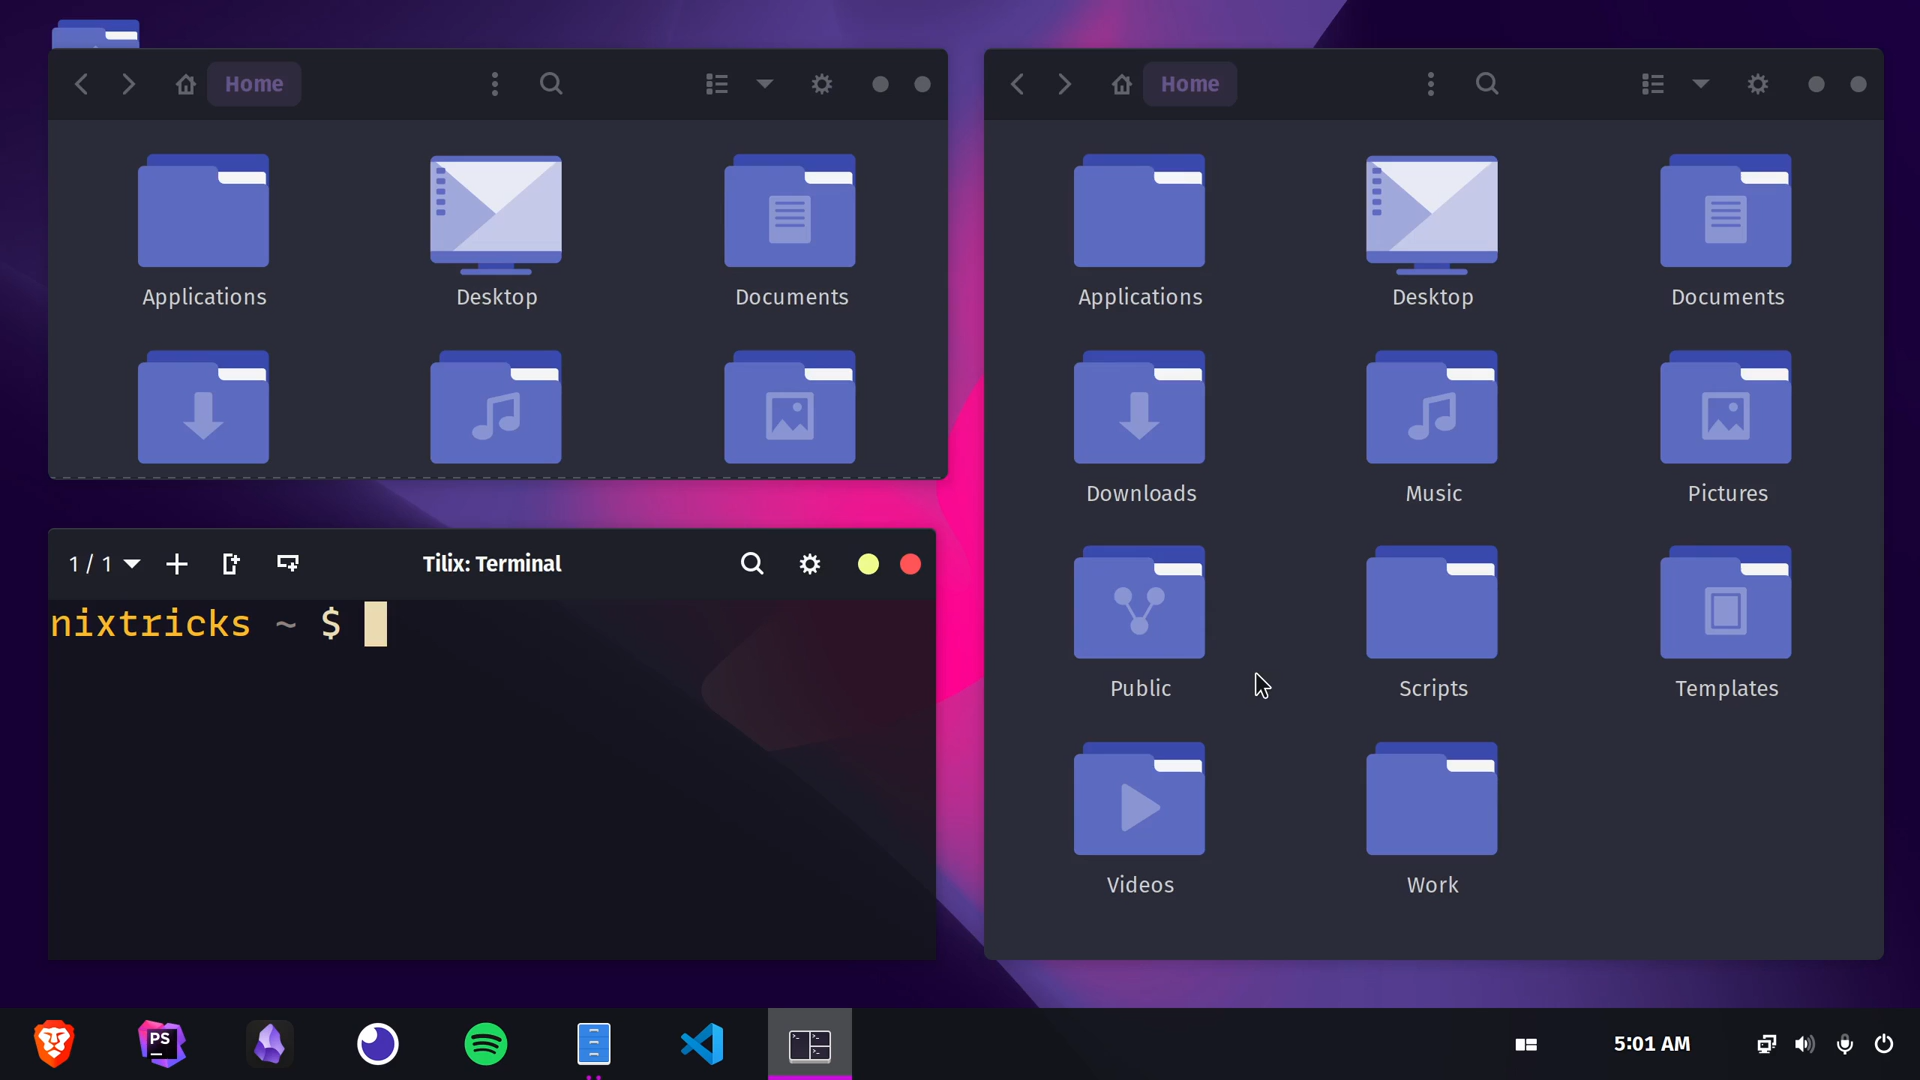 Home
Applications
Desktop
Documents
1 / 1
Tilix: Terminal
nixtricks ~ $
Home
Applications
Desktop
Documents
Downloads
Music
Pictures
Public
Scripts
Templates
Videos
Work
PS
5:01 AM